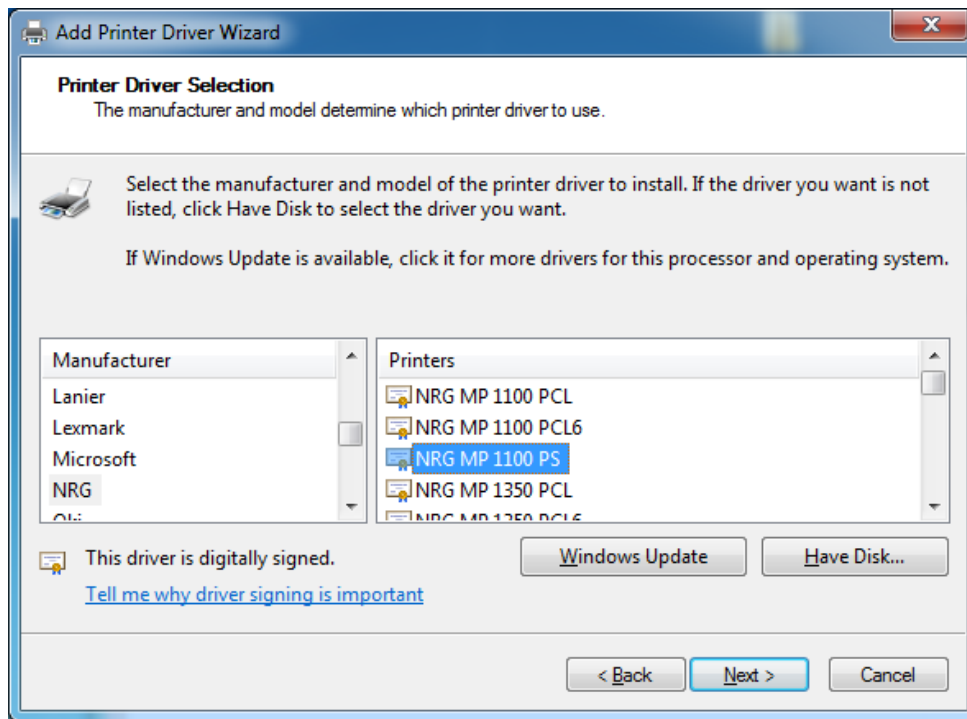 Add Printer Driver Wizard
Printer Driver Selection
The manufacturer and model determine which printer driver to use.
Select the manufacturer and model of the printer driver to install. If the driver you want is not
listed, click Have Disk to select the driver you want.
If Windows Update is available, click it for more drivers for this processor and operating system.
Manufacturer
Lanier
Lexmark
Microsoft
NRG
Printers
NRG MP 1100 PCL
NRG MP 1100 PCL6
NRG MP 1100 PS
NRG MP 1350 PCL
NRG MP 1350 PCL6
This driver is digitally signed.
Windows Update
Have Disk...
Tell me why driver signing is important
< Back
Next >
Cancel